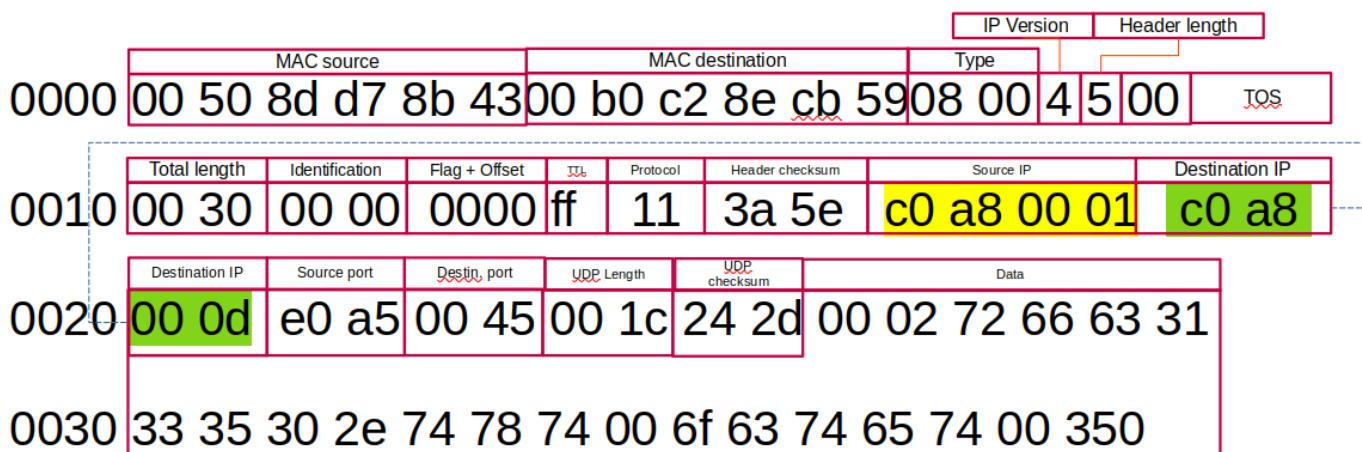 IP Version Header length
MAC source MAC destination Type
0000 00 50 8d d7 8b 43 00 b0 c2 8e cb 59 08 00 4 5 00 TOS
Total length Identification Flag + Offset TTL Protocol Header checksum Source IP Destination IP
0010 00 30 00 00 0000 ff 11 3a 5e c0 a8 00 01 c0 a8
Destination IP Source port Destin. port UDP Length UDP checksum Data
0020 00 0d e0 a5 00 45 00 1c 24 2d 00 02 72 66 63 31
0030 33 35 30 2e 74 78 74 00 6f 63 74 65 74 00 350